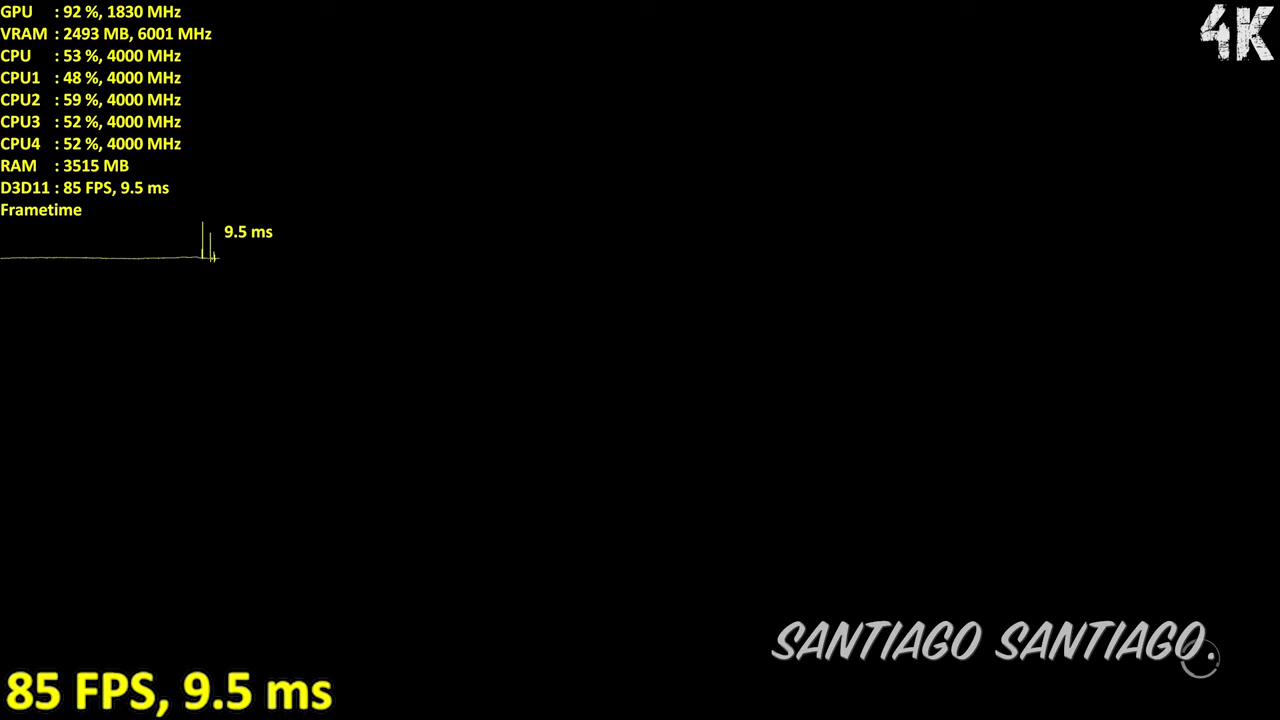 GPU : 92 %, 1830 MHz
4K
VRAM : 2493 MB, 6001 MHz
CPU : 53 %, 4000 MHz
CPU1 : 48 %, 4000 MHz
CPU2 : 59 %, 4000 MHz
CPU3 : 52 %, 4000 MHz
CPU4 : 52 %, 4000 MHz
RAM : 3515 MB
D3D11 : 85 FPS, 9.5 ms
Frametime
9.5 ms
SANTIAGO SANTIAGO.
85 FPS, 9.5 ms